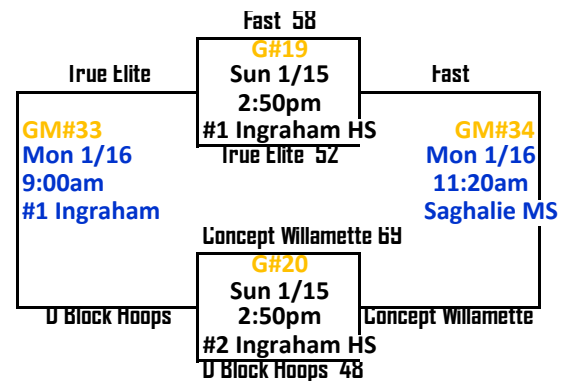 Fast 58
G#19
True Elite
Sun 1/15
Fast
2:50pm
#1 Ingraham HS
True Elite 52
GM#33
Mon 1/16
9:00am
#1 Ingraham
GM#34
Mon 1/16
11:20am
Saghalie MS
Concept Willamette 69
G#20
Sun 1/15
2:50pm
#2 Ingraham HS
D Block Hoops 48
D Block Hoops
Concept Willamette